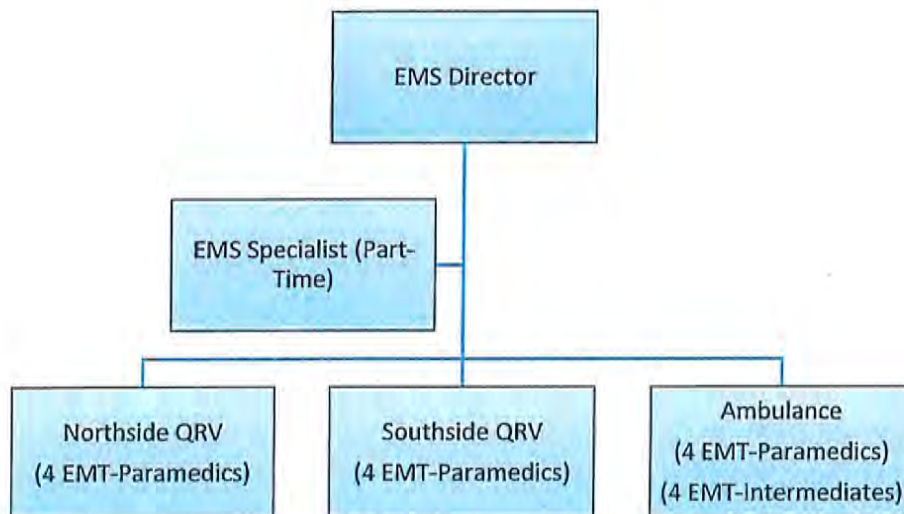 EMS Director
EMS Specialist (Part-
Time)
Northside QRV
(4 EMT-Paramedics)
Southside QRV
(4 EMT-Paramedics)
Ambulance
(4 EMT-Paramedics)
(4 EMT-Intermediates)